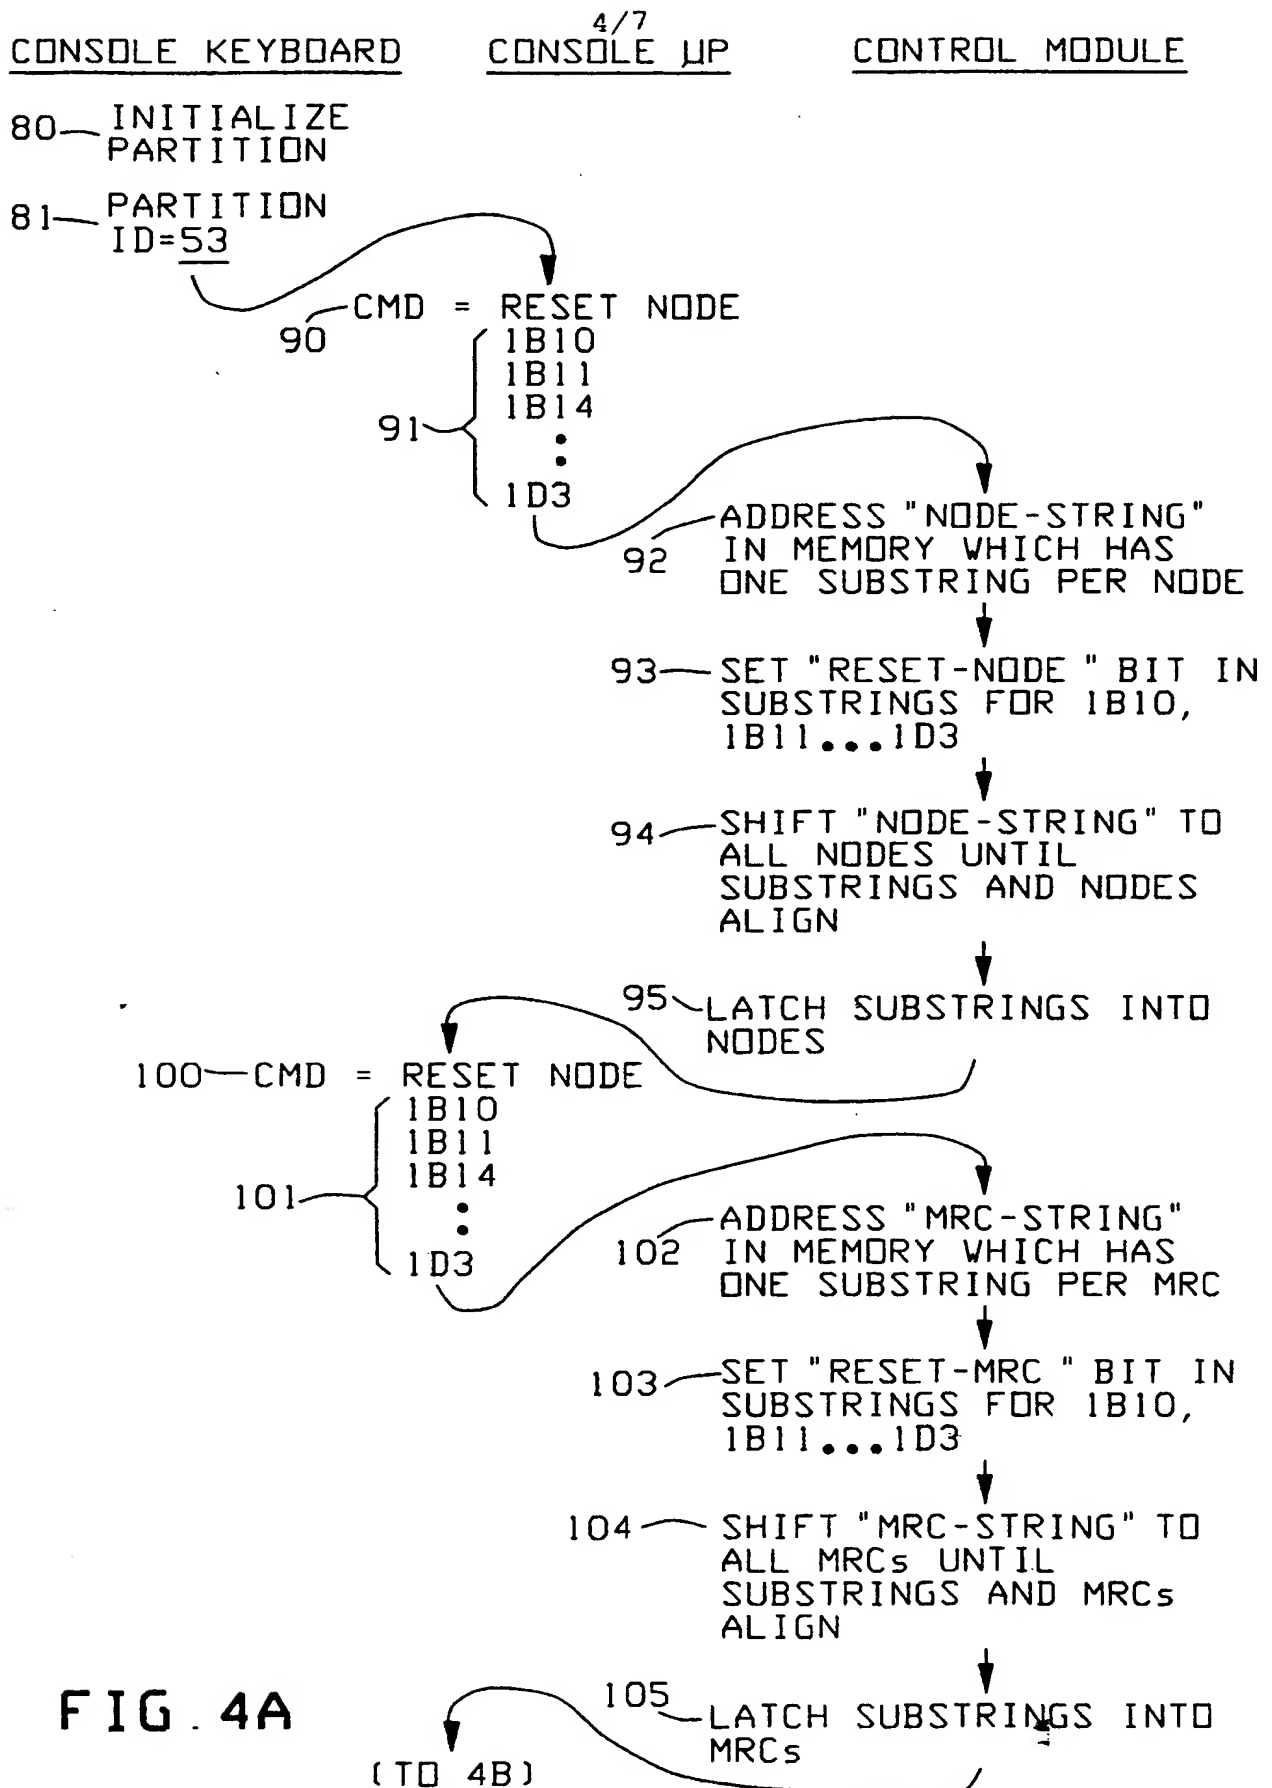 4/7
CONSOLE KEYBOARD CONSOLE µP CONTROL MODULE
80 INITIALIZE
PARTITION
81 PARTITION
ID=53
90 CMD = RESET NODE
91
1B10
1B11
1B14
1D3
92 ADDRESS "NODE-STRING"
IN MEMORY WHICH HAS
ONE SUBSTRING PER NODE
93 SET "RESET-NODE" BIT IN
SUBSTRINGS FOR 1B10,
1B11...1D3
94 SHIFT "NODE-STRING" TO
ALL NODES UNTIL
SUBSTRINGS AND NODES
ALIGN
95 LATCH SUBSTRINGS INTO
NODES
100 CMD = RESET NODE
101
1B10
1B11
1B14
1D3
102 ADDRESS "MRC-STRING"
IN MEMORY WHICH HAS
ONE SUBSTRING PER MRC
103 SET "RESET-MRC" BIT IN
SUBSTRINGS FOR 1B10,
1B11...1D3
104 SHIFT "MRC-STRING" TO
ALL MRCs UNTIL
SUBSTRINGS AND MRCs
ALIGN
105 LATCH SUBSTRINGS INTO
MRCs
FIG. 4A
(TO 4B)